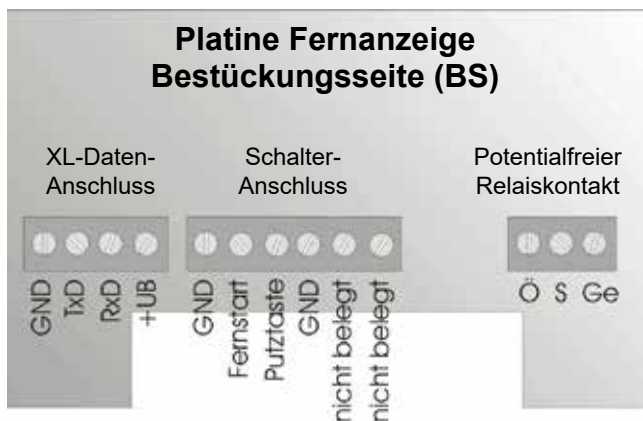 Platine Fernanzeige
Bestückungsseite (BS)
XL-Daten-
Anschluss
Schalter-
Anschluss
Potentialfreier
Relaiskontakt
GND
TxD
RxD
+UB
GND
Fernstart
Putztaste
GND
nicht belegt
nicht belegt
Ö S Ge